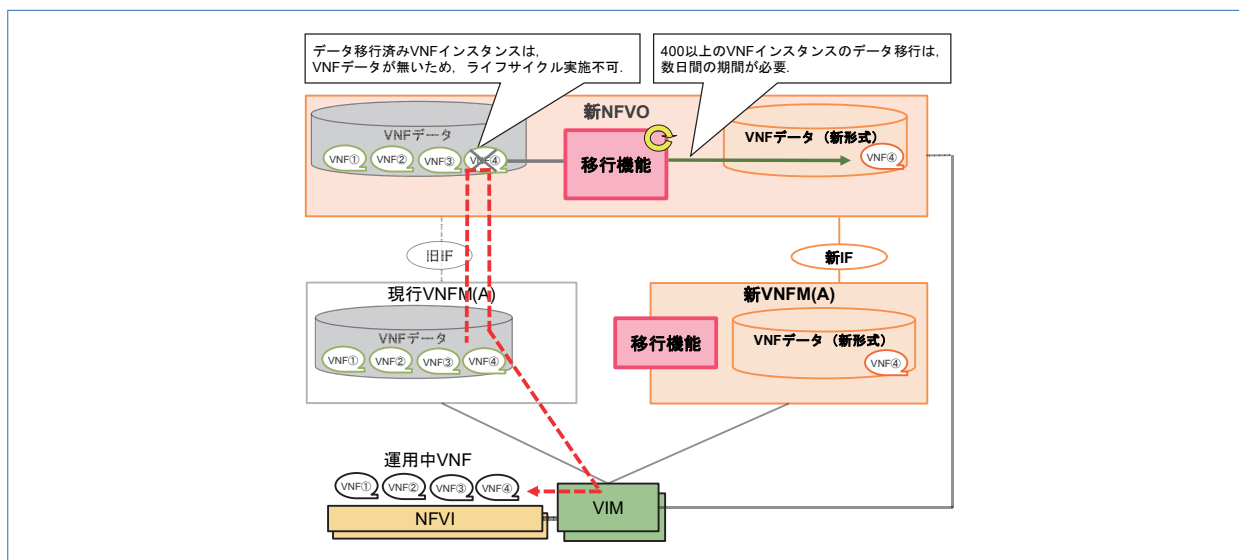 データ移行済みVNFインスタンスは,
VNFデータが無いため, ライフサイクル実施不可.
400以上のVNFインスタンスのデータ移行は,
数日間の期間が必要.
新NFVO
VNFデータ
VNF①
VNF②
VNF③
VNF④
移行機能
VNFデータ（新形式）
VNF④
旧IF
新IF
現行VNFM(A)
VNFデータ
VNF①
VNF②
VNF③
VNF④
新VNFM(A)
移行機能
VNFデータ（新形式）
VNF④
運用中VNF
VNF①
VNF②
VNF③
VNF④
NFVI
VIM